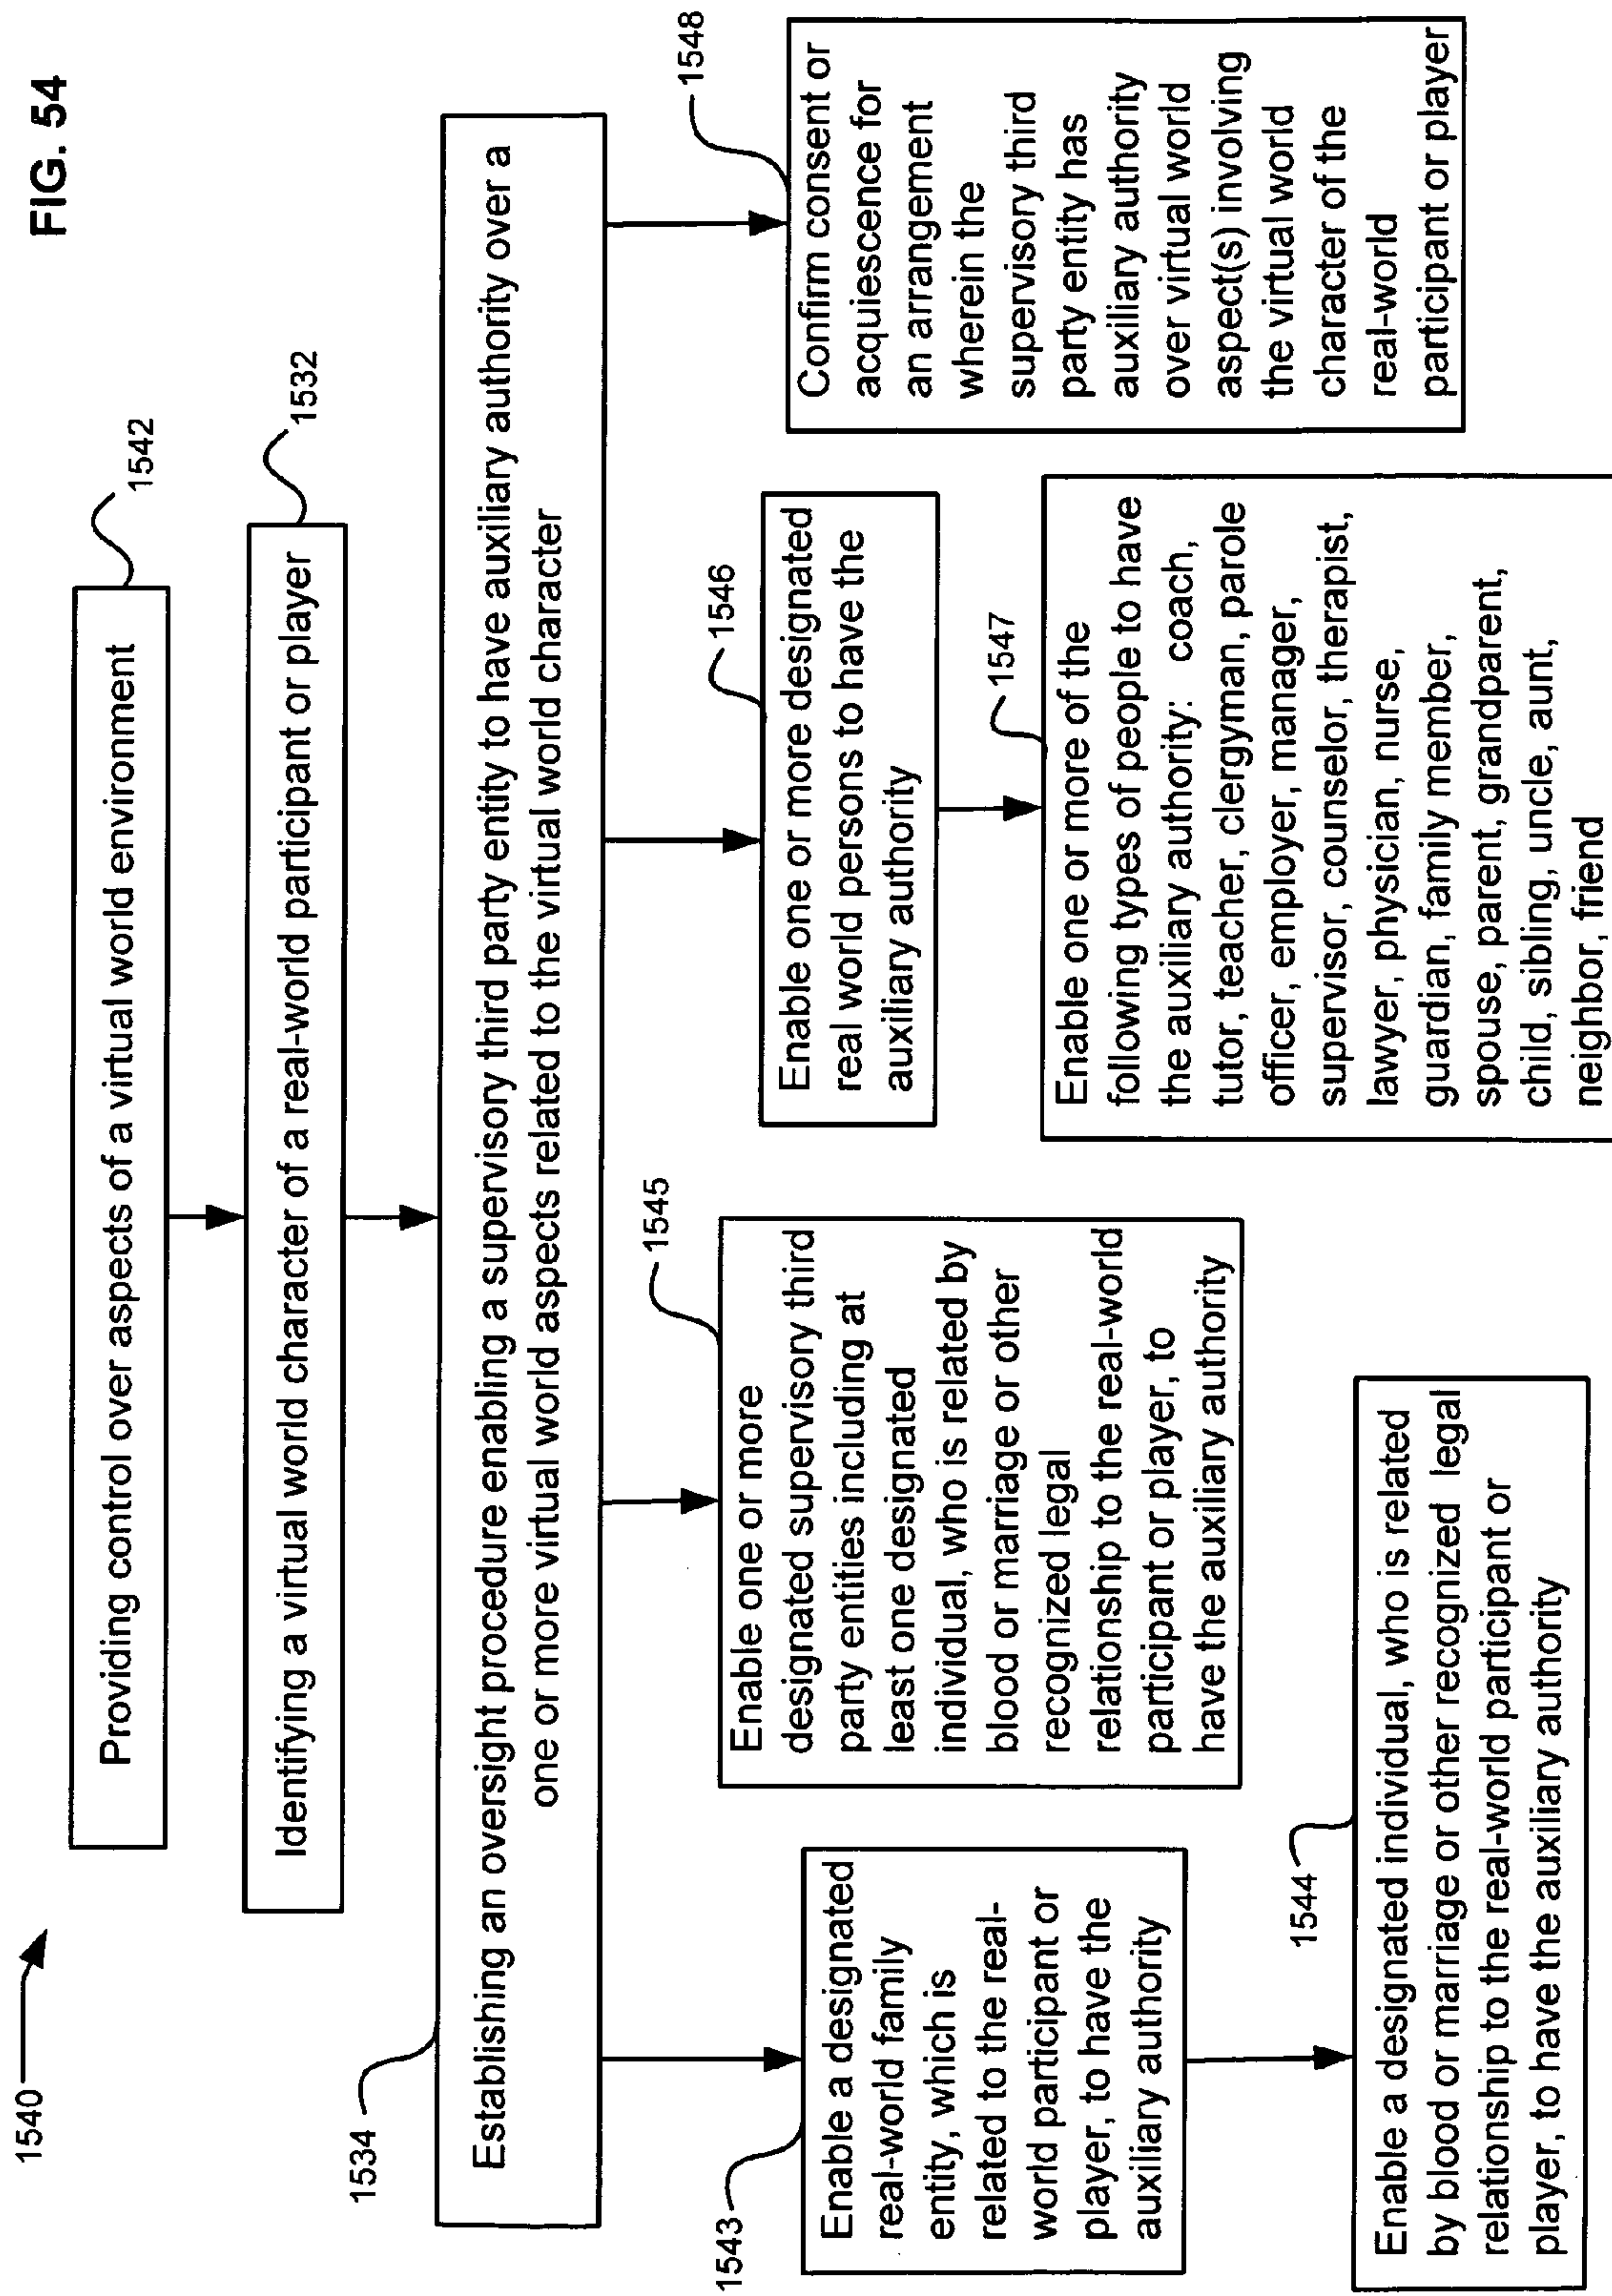 FIG. 54
1540
1542
Providing control over aspects of a virtual world environment
1532
Identifying a virtual world character of a real-world participant or player
1534
Establishing an oversight procedure enabling a supervisory third party entity to have auxiliary authority over a
one or more virtual world aspects related to the virtual world character
1543
Enable a designated
real-world family
entity, which is
related to the real-
world participant or
player, to have the
auxiliary authority
1544
Enable a designated individual, who is related
by blood or marriage or other recognized legal
relationship to the real-world participant or
player, to have the auxiliary authority
1545
Enable one or more
designated supervisory third
party entities including at
least one designated
individual, who is related by
blood or marriage or other
recognized legal
relationship to the real-world
participant or player, to
have the auxiliary authority
1546
Enable one or more designated
real world persons to have the
auxiliary authority
1547
Enable one or more of the
following types of people to have
the auxiliary authority: coach,
tutor, teacher, clergyman, parole
officer, employer, manager,
supervisor, counselor, therapist,
lawyer, physician, nurse,
guardian, family member,
spouse, parent, grandparent,
child, sibling, uncle, aunt,
neighbor, friend
1548
Confirm consent or
acquiescence for
an arrangement
wherein the
supervisory third
party entity has
auxiliary authority
over virtual world
aspect(s) involving
the virtual world
character of the
real-world
participant or player